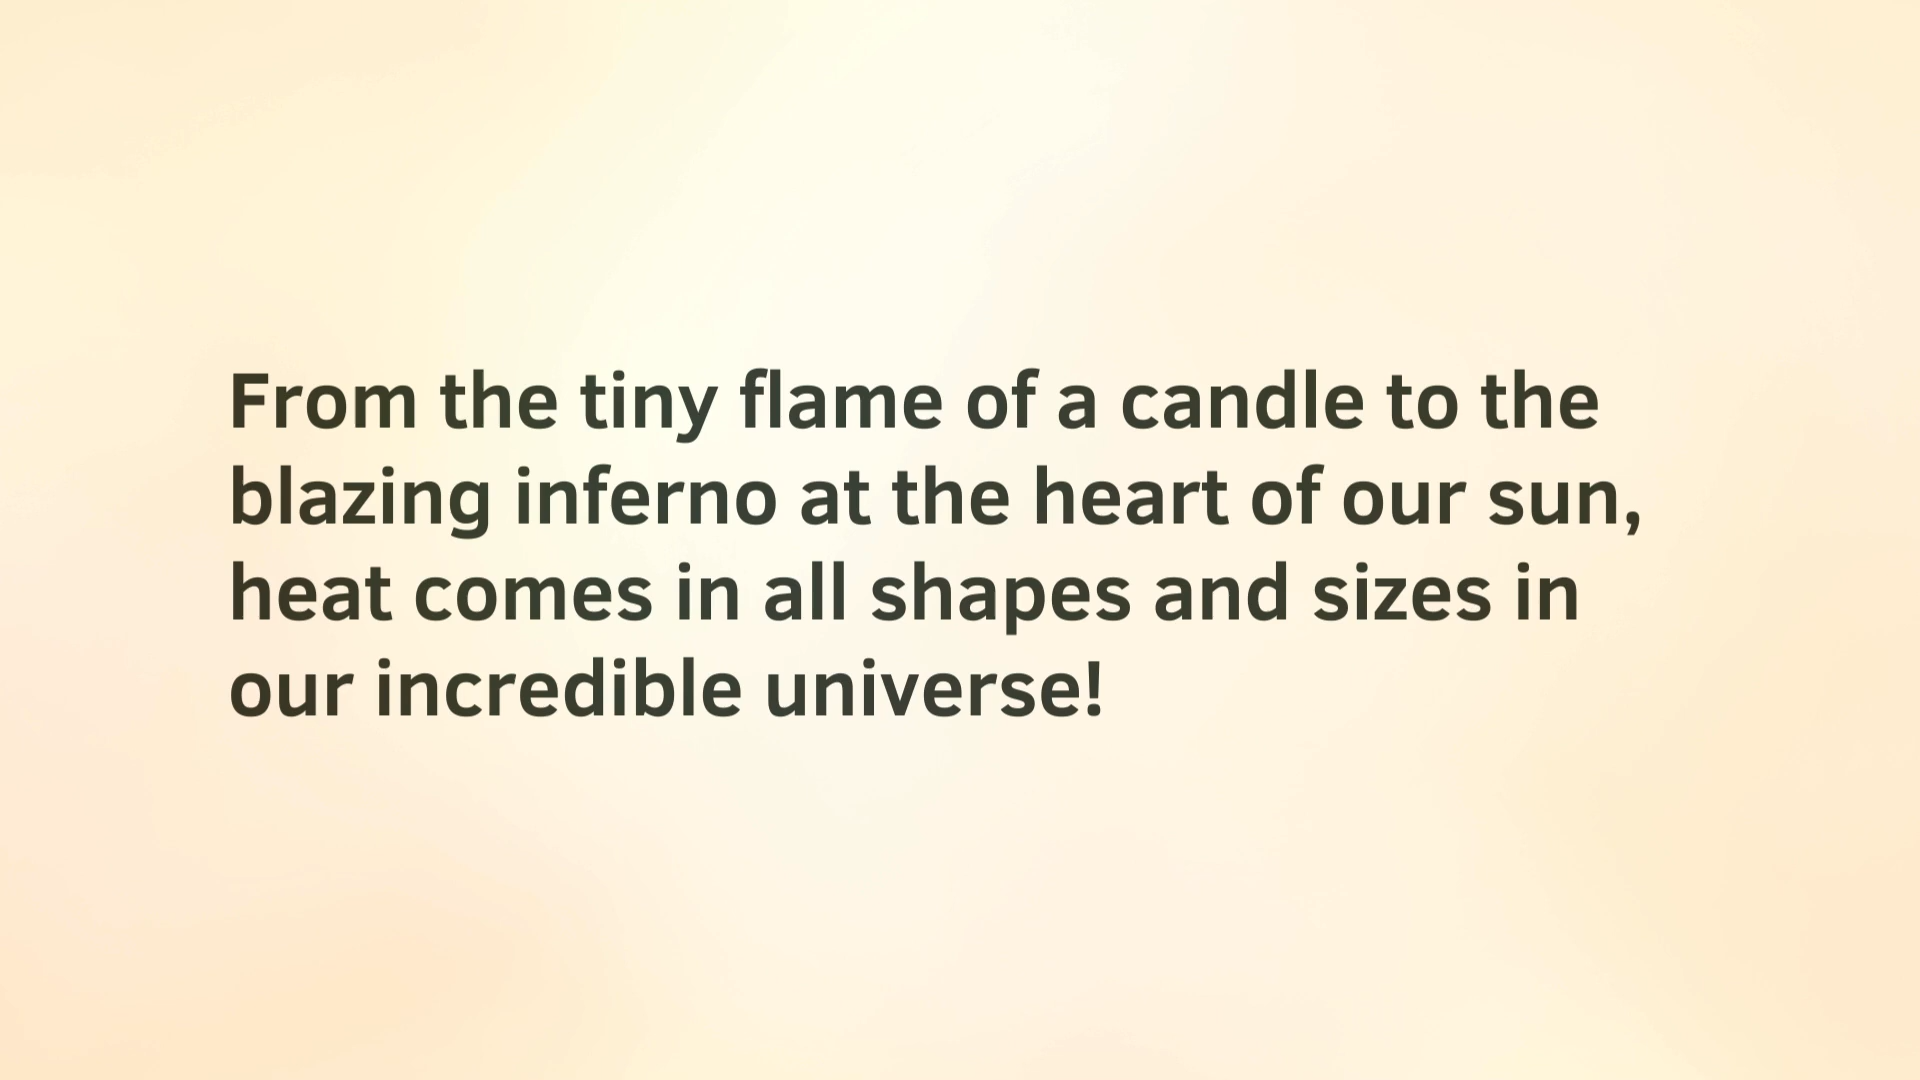 From the tiny flame of a candle to the
blazing inferno at the heart of our sun,
heat comes in all shapes and sizes in
our incredible universe!